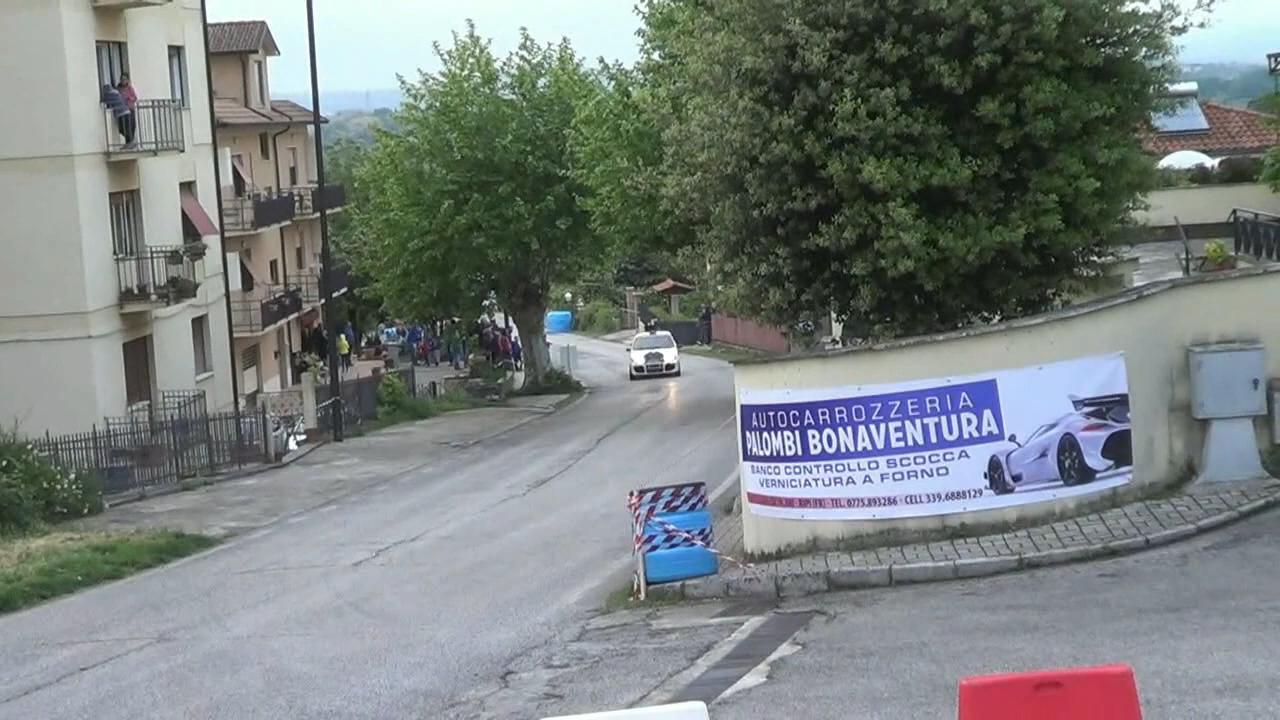 AUTOCARROZZERIA
PALOMBI BONAVENTURA
BANCO CONTROLLO SCOCCA
VERNICIATURA A FORNO
TEL. 0775.893286 - CELL 339.6888129